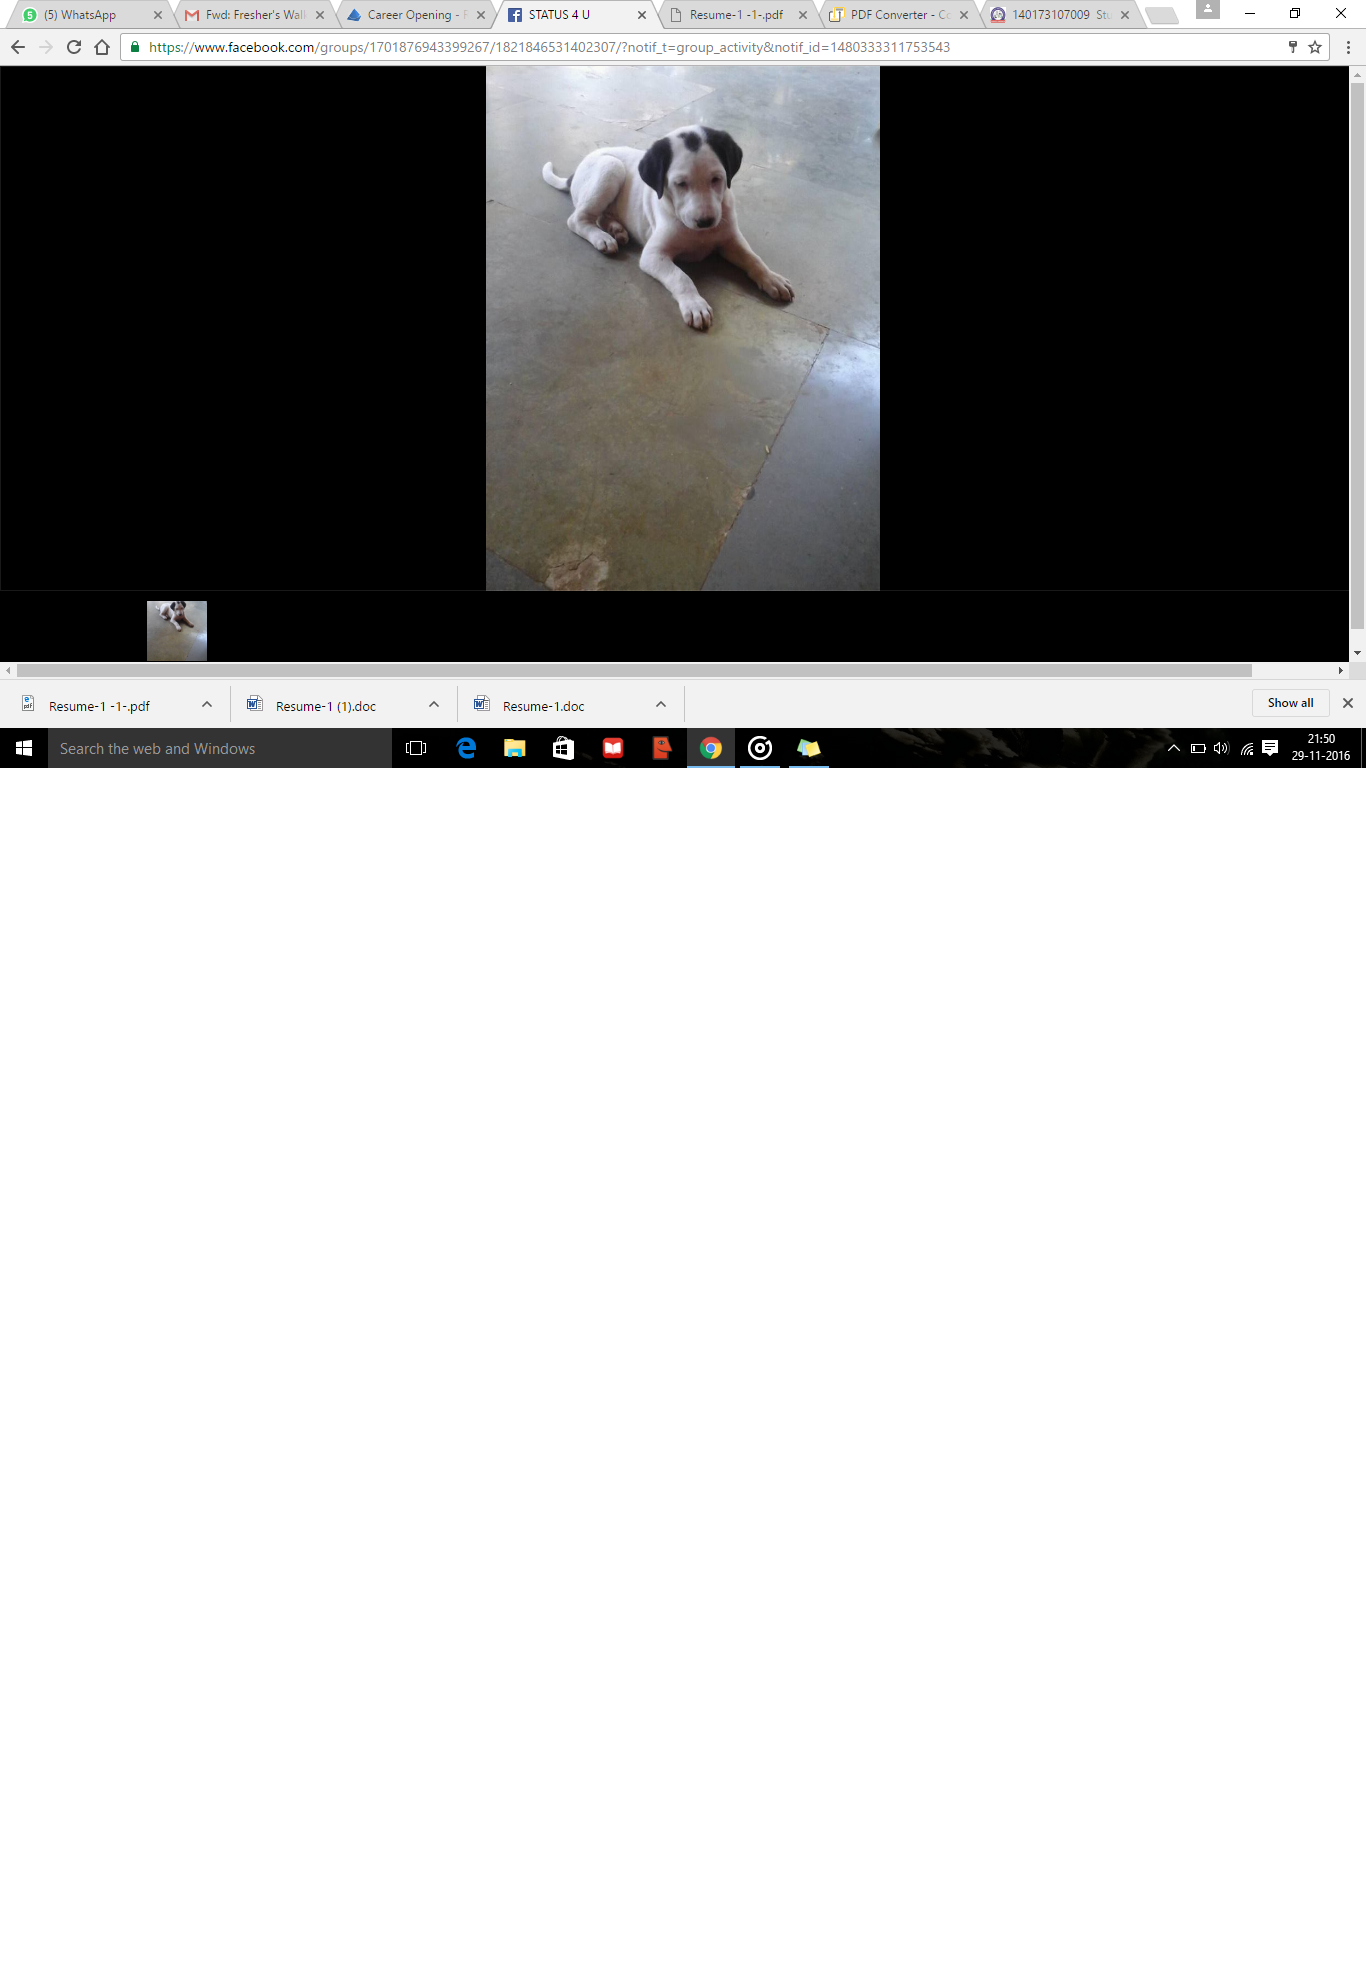 5 (5) WhatsApp
Fwd: Fresher's Wall
Career Opening - F
STATUS 4 U
Resume-1 -1-.pdf
PDF Converter - Co
140173107009 Stu
https://www.facebook.com/groups/1701876943399267/1821846531402307/?notif_t=group_activity&notif_id=1480333311753543
Resume-1 -1-.pdf
Resume-1 (1).doc
Resume-1.doc
Show all
Search the web and Windows
21:50
29-11-2016